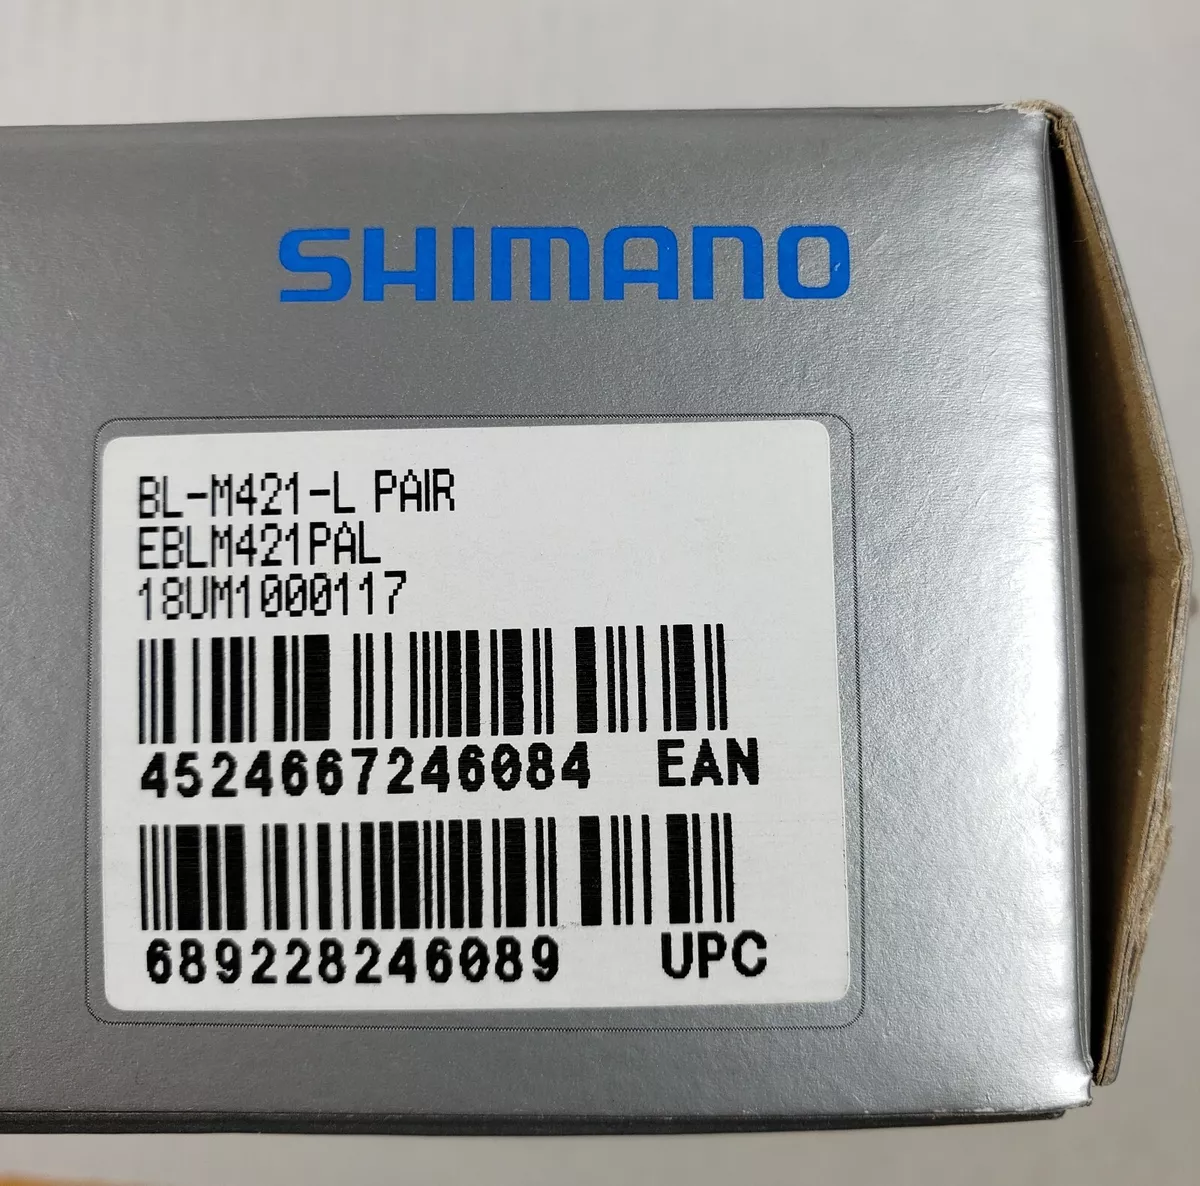 SHIMANO
BL-M421-L PAIR
EBLM421PAL
18UM1000117
4524667246084 EAN
689228246089 UPC